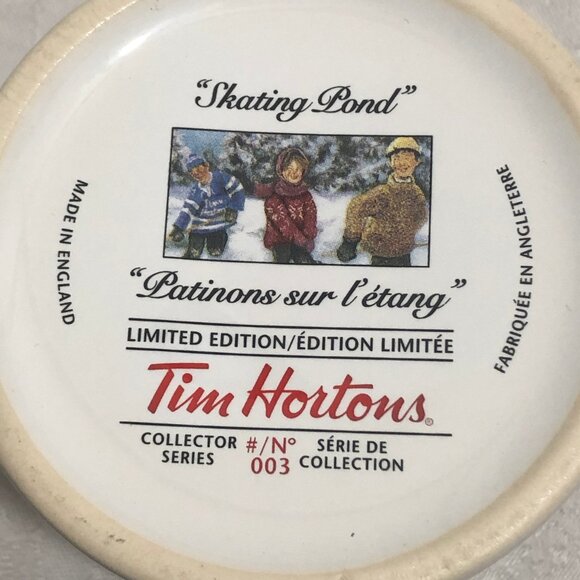 "Skating Pond"
MADE IN ENGLAND
FABRIQUÉE EN ANGLETERRE
"Patinons sur l'étang"
LIMITED EDITION/ÉDITION LIMITÉE
Tim Hortons®
COLLECTOR SERIES #/Nº 003 SÉRIE DE COLLECTION